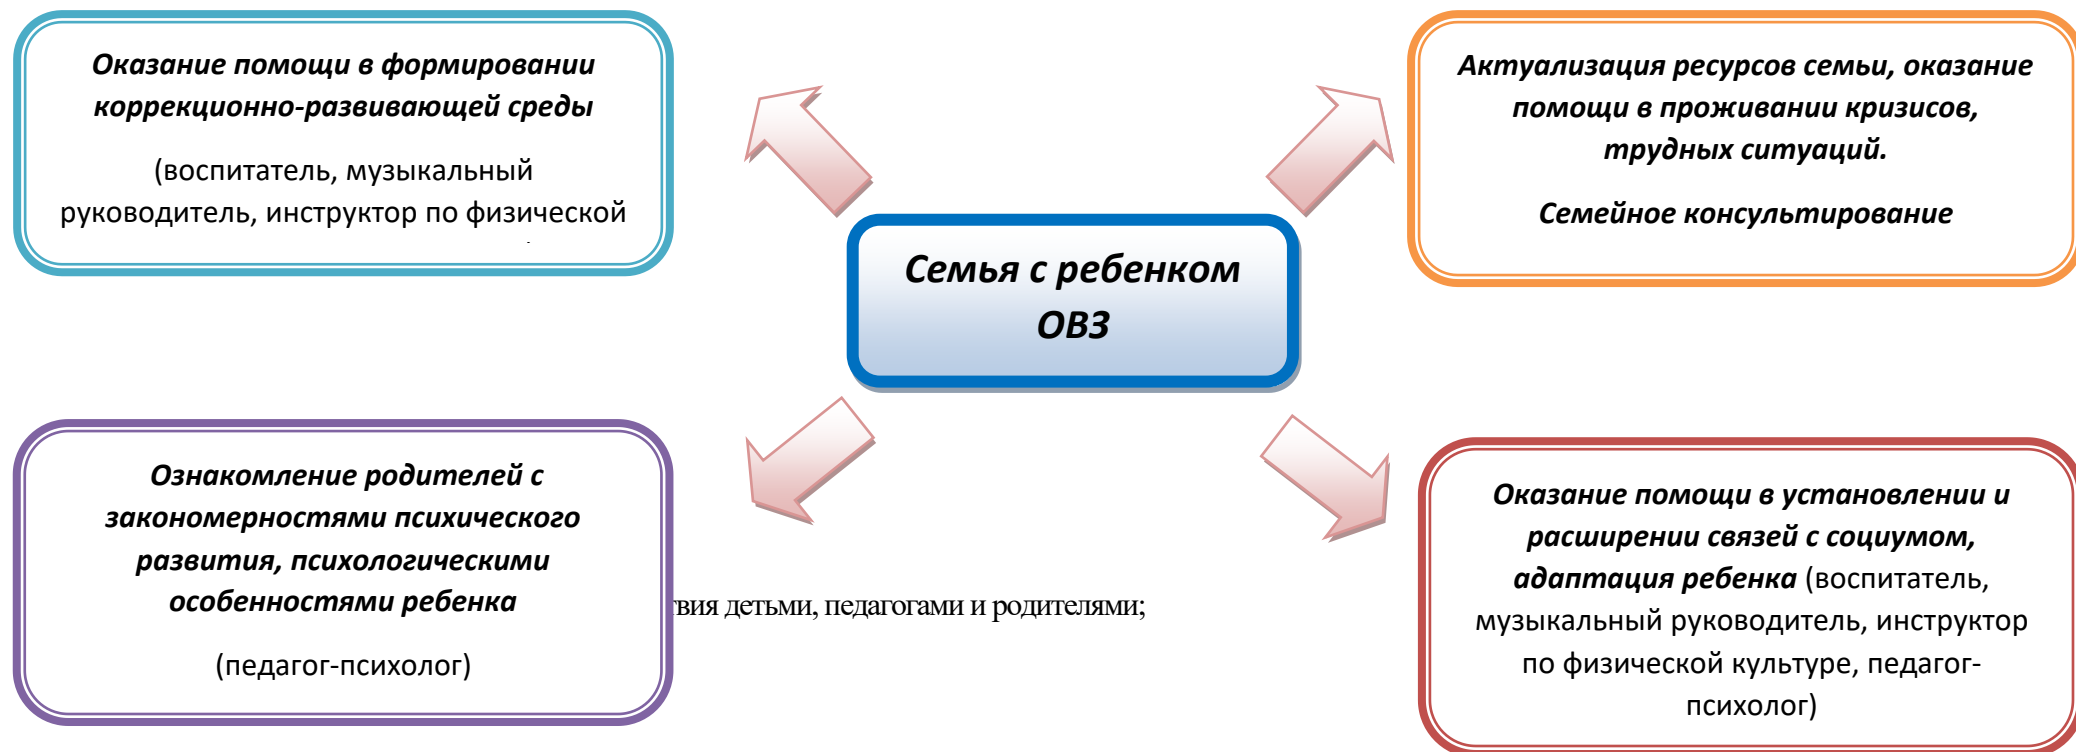 Оказание помощи в формировании
коррекционно-развивающей среды
(воспитатель, музыкальный
руководитель, инструктор по физической
Актуализация ресурсов семьи, оказание
помощи в проживании кризисов,
трудных ситуаций.
Семейное консультирование
Семья с ребенком
ОВЗ
Ознакомление родителей с
закономерностями психического
развития, психологическими
особенностями ребенка
(педагог-психолог)
твия детьми, педагогами и родителями;
Оказание помощи в установлении и
расширении связей с социумом,
адаптация ребенка (воспитатель,
музыкальный руководитель, инструктор
по физической культуре, педагог-
психолог)